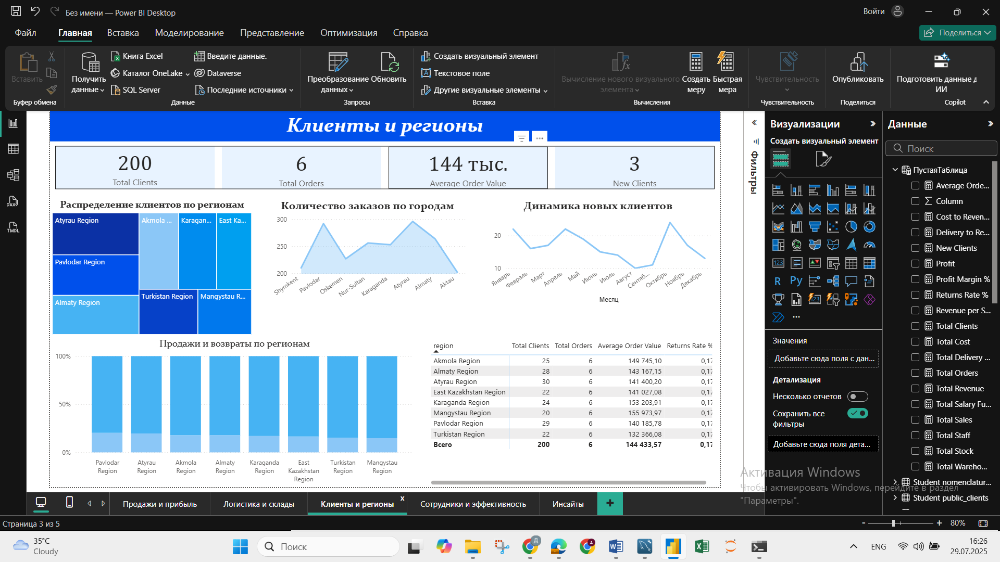 Без имени — Power BI Desktop
Войти
Файл
Главная
Вставка
Моделирование
Представление
Оптимизация
Справка
Поделиться
Вставить
Буфер обмена
Получить данные
Книга Excel
Каталог OneLake
SQL Server
Введите данные.
Dataverse
Последние источники
Данные
Преобразование данных
Обновить
Запросы
Создать визуальный элемент
Текстовое поле
Другие визуальные элементы
Вставка
Вычисление нового визуального элемента
Создать меру
Быстрая мера
Вычисления
Чувствительность
Чувствительность
Опубликовать
Поделиться
Подготовить данные д
ИИ
Copilot
Клиенты и регионы
200
Total Clients
6
Total Orders
144 тыс.
Average Order Value
3
New Clients
Распределение клиентов по регионам
Atyrau Region
Pavlodar Region
Almaty Region
Akmola ...
Karagan...
East Ka...
Turkistan Region
Mangystau R...
Количество заказов по городам
300
250
200
Shymkent
Pavlodar
Oskemen
Nur-Sultan
Karaganda
Atyrau
Almaty
Aktau
Динамика новых клиентов
20
10
Январь
Февраль
Март
Апрель
Май
Июнь
Июль
Август
Сентяб...
Октябрь
Ноябрь
Декабрь
Месяц
Продажи и возвраты по регионам
100%
50%
0%
Pavlodar Region
Atyrau Region
Akmola Region
Almaty Region
Karaganda Region
East Kazakhstan Region
Turkistan Region
Mangystau Region
region Total Clients Total Orders Average Order Value Returns Rate %
Akmola Region 25 6 149 745,10 0,17
Almaty Region 28 6 143 167,15 0,17
Atyrau Region 30 6 141 400,20 0,17
East Kazakhstan Region 22 6 141 027,08 0,17
Karaganda Region 24 6 153 203,91 0,17
Mangystau Region 20 6 155 973,97 0,17
Pavlodar Region 29 6 140 185,78 0,17
Turkistan Region 22 6 132 366,08 0,17
Всего 200 6 144 433,57 0,17
Фильтры
Визуализации
Создать визуальный элемент
123
R
Py
123
Значения
Добавьте сюда поля с дан...
Детализация
Несколько отчетов
Сохранить все фильтры
Добавьте сюда поля дета...
Данные
Поиск
ПустаяТаблица
Average Orde...
Column
Cost to Reven...
Delivery to Re...
New Clients
Profit
Profit Margin %
Returns Rate %
Revenue per S...
Total Clients
Total Cost
Total Delivery ...
Total Orders
Total Revenue
Total Salary Fu...
Total Sales
Total Staff
Total Stock
Total Wareho...
Student nomenclatur...
Student public_clients
Активация Windows
Чтобы активировать Windows, перейдите в раздел
"Параметры".
DAX
TMDL
Продажи и прибыль
Логистика и склады
Клиенты и регионы
x
Сотрудники и эффективность
Инсайты
+
Страница 3 из 5
- + 80%
35°C
Cloudy
Поиск
Д
ENG
16:26
29.07.2025